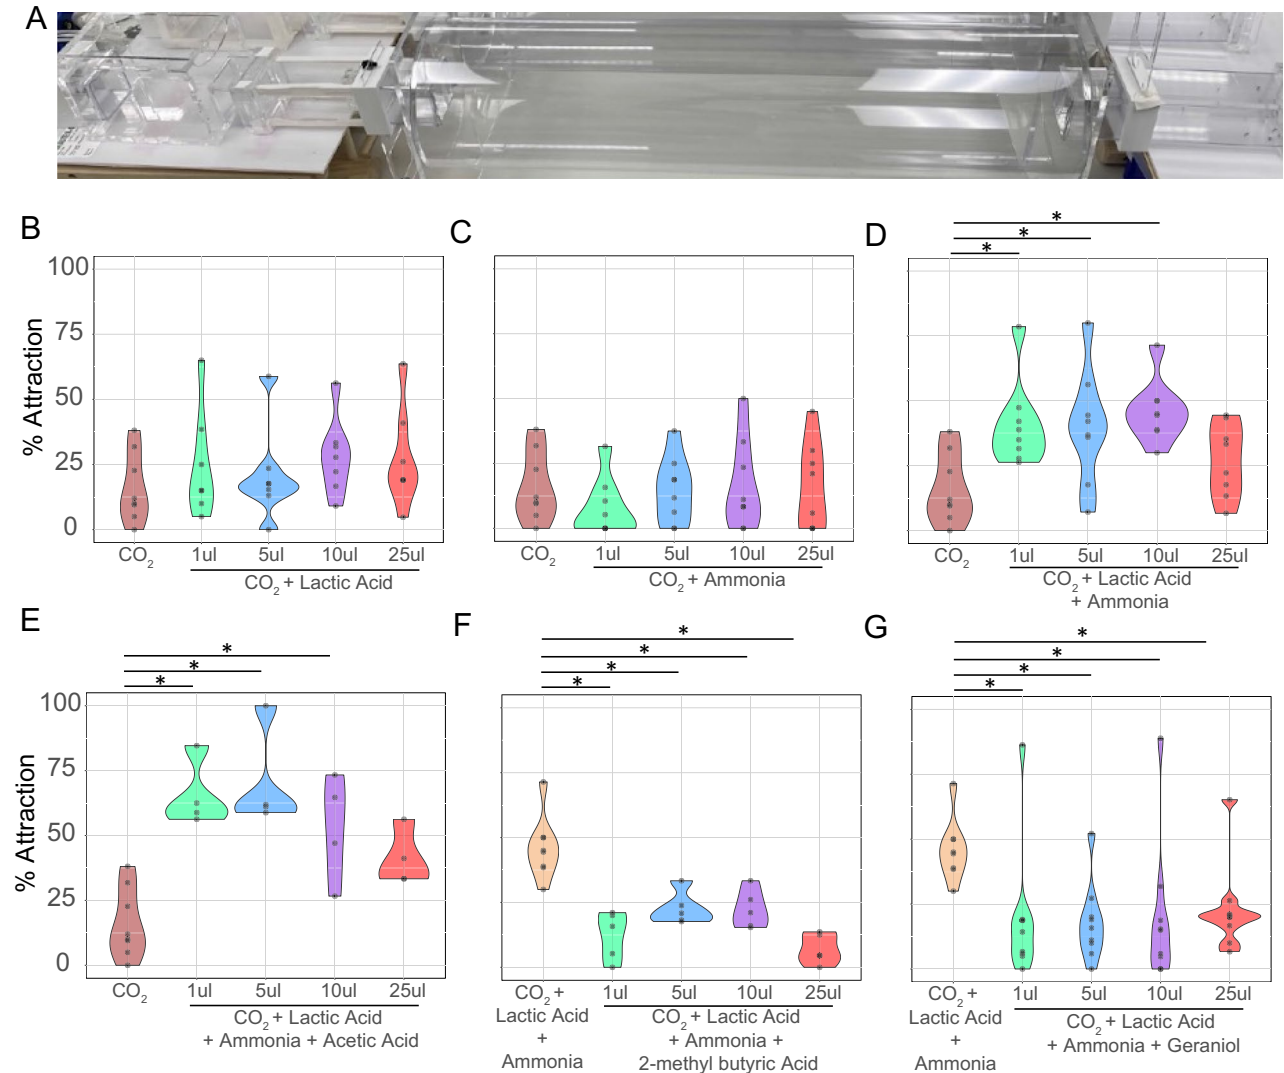 A
B
C
D
* 
*
*
% Attraction
100
75
50
25
0
CO2 1ul 5ul 10ul 25ul
CO2 + Lactic Acid
CO2 1ul 5ul 10ul 25ul
CO2 + Ammonia
CO2 1ul 5ul 10ul 25ul
CO2 + Lactic Acid
+ Ammonia
E
*
*
*
% Attraction
100
75
50
25
0
CO2 1ul 5ul 10ul 25ul
CO2 + Lactic Acid
+ Ammonia + Acetic Acid
F
*
*
*
*
CO2 +
Lactic Acid
+
Ammonia
1ul 5ul 10ul 25ul
CO2 + Lactic Acid
+ Ammonia +
2-methyl butyric Acid
G
*
*
*
*
CO2 +
Lactic Acid
+
Ammonia
1ul 5ul 10ul 25ul
CO2 + Lactic Acid
+ Ammonia + Geraniol